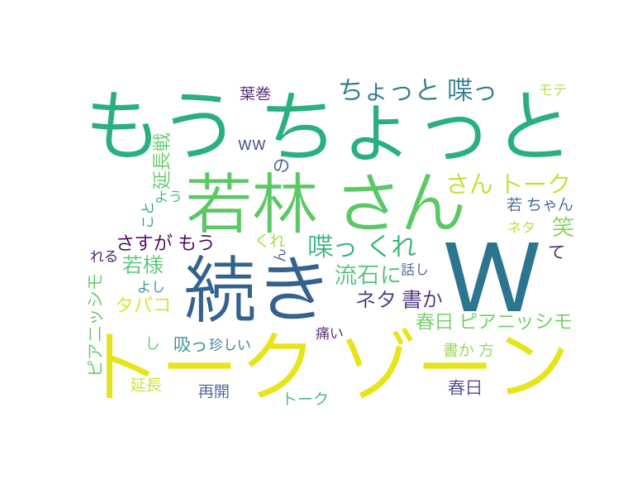 葉巻
ちょっと 喋っ
モテ
もう ちょっと
延長戦
ww
の
よう
若林 さん
さん トーク
若 ちゃん
こと
さすが もう
くれ
喋っ くれ
ネタ
笑
れる
若様
ん
流石に
話し
て
続き
w
よし
ピアニッシモ
タバコ
ネタ 書か
春日 ピアニッシモ
し
吸っ
珍しい
痛い
書か 方
トーク ゾーン
延長
再開
トーク
春日